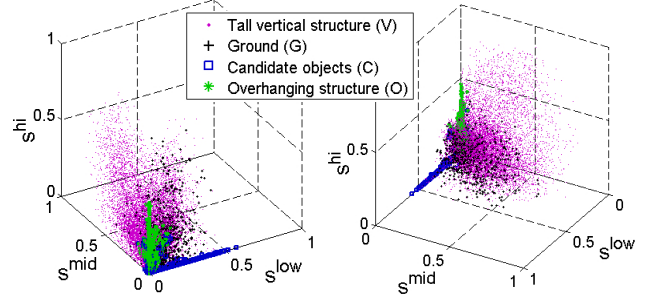 Tall vertical structure (V)
Ground (G)
Candidate objects (C)
Overhanging structure (O)
1
0.5
0
s^hi
1
0.5
0
s^mid
0
0.5
1
s^low
1
0.5
0
s^hi
0
0.5
1
s^mid
1
0.5
0
s^low